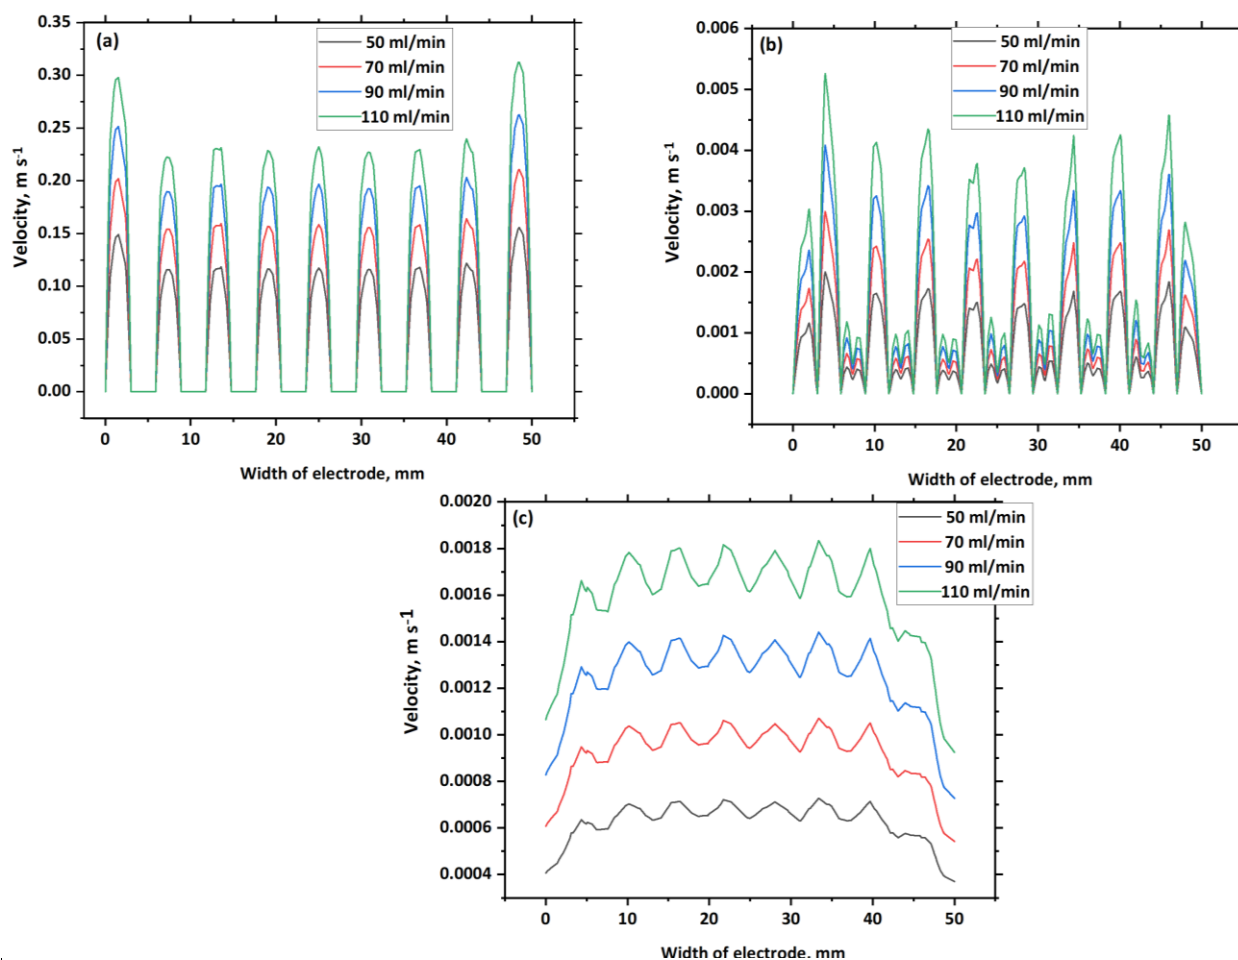 (a)
50 ml/min
70 ml/min
90 ml/min
110 ml/min
Velocity, m s⁻¹
0.35
0.30
0.25
0.20
0.15
0.10
0.05
0.00
0 10 20 30 40 50
Width of electrode, mm
(b)
50 ml/min
70 ml/min
90 ml/min
110 ml/min
Velocity, m s⁻¹
0.006
0.005
0.004
0.003
0.002
0.001
0.000
0 10 20 30 40 50
Width of electrode, mm
(c)
50 ml/min
70 ml/min
90 ml/min
110 ml/min
Velocity, m s⁻¹
0.0020
0.0018
0.0016
0.0014
0.0012
0.0010
0.0008
0.0006
0.0004
0 10 20 30 40 50
Width of electrode, mm